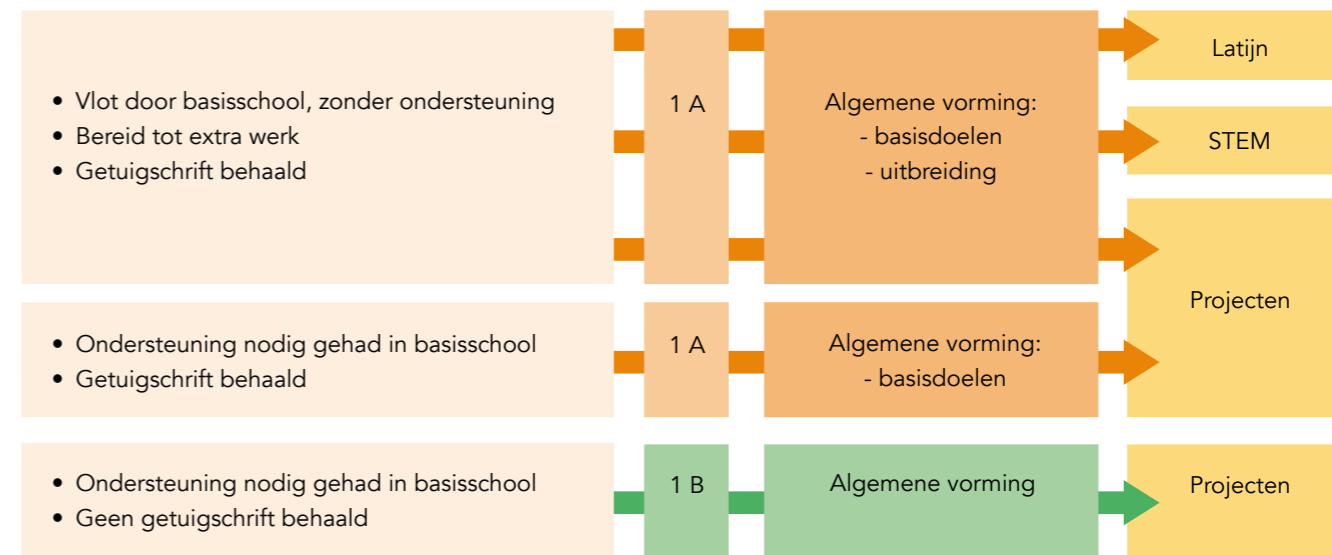 • Vlot door basisschool, zonder ondersteuning
• Bereid tot extra werk
• Getuigschrift behaald
1 A
Algemene vorming:
- basisdoelen
- uitbreiding
Latijn
STEM
Projecten
• Ondersteuning nodig gehad in basisschool
• Getuigschrift behaald
1 A
Algemene vorming:
- basisdoelen
• Ondersteuning nodig gehad in basisschool
• Geen getuigschrift behaald
1 B
Algemene vorming
Projecten